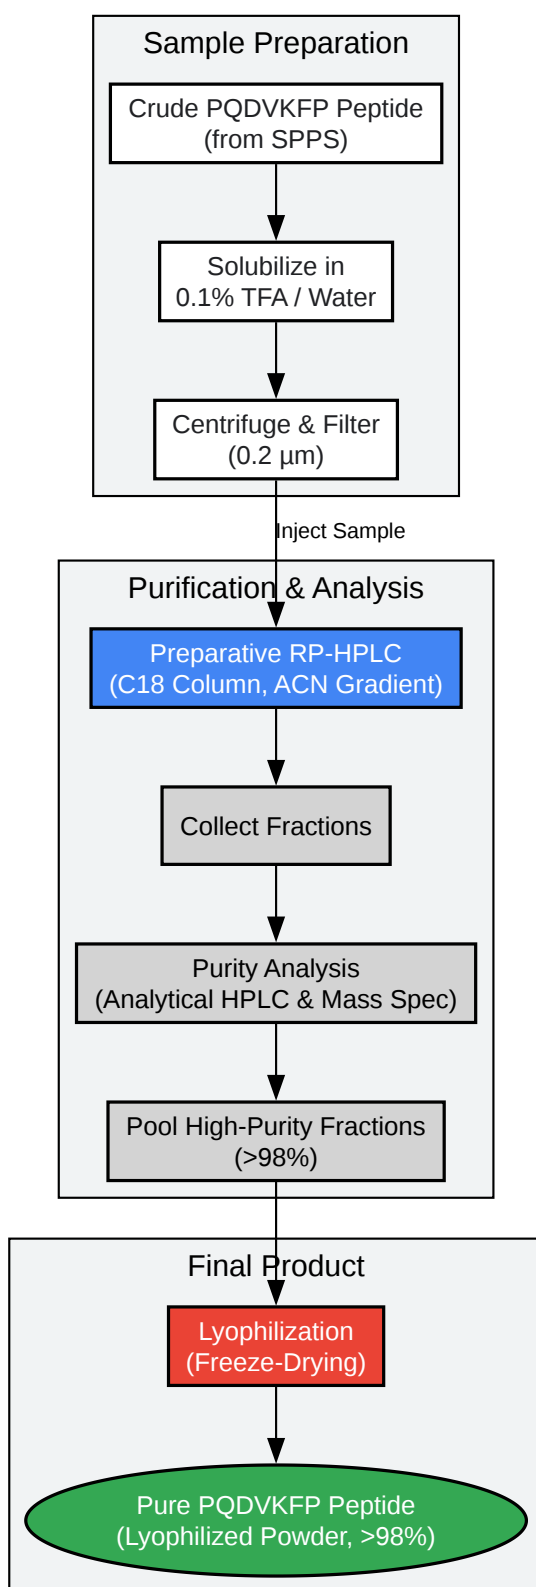 Sample Preparation
Crude PQDVKFP Peptide
(from SPPS)
Solubilize in
0.1% TFA / Water
Centrifuge & Filter
(0.2 µm)
Inject Sample
Purification & Analysis
Preparative RP-HPLC
(C18 Column, ACN Gradient)
Collect Fractions
Purity Analysis
(Analytical HPLC & Mass Spec)
Pool High-Purity Fractions
(>98%)
Final Product
Lyophilization
(Freeze-Drying)
Pure PQDVKFP Peptide
(Lyophilized Powder, >98%)